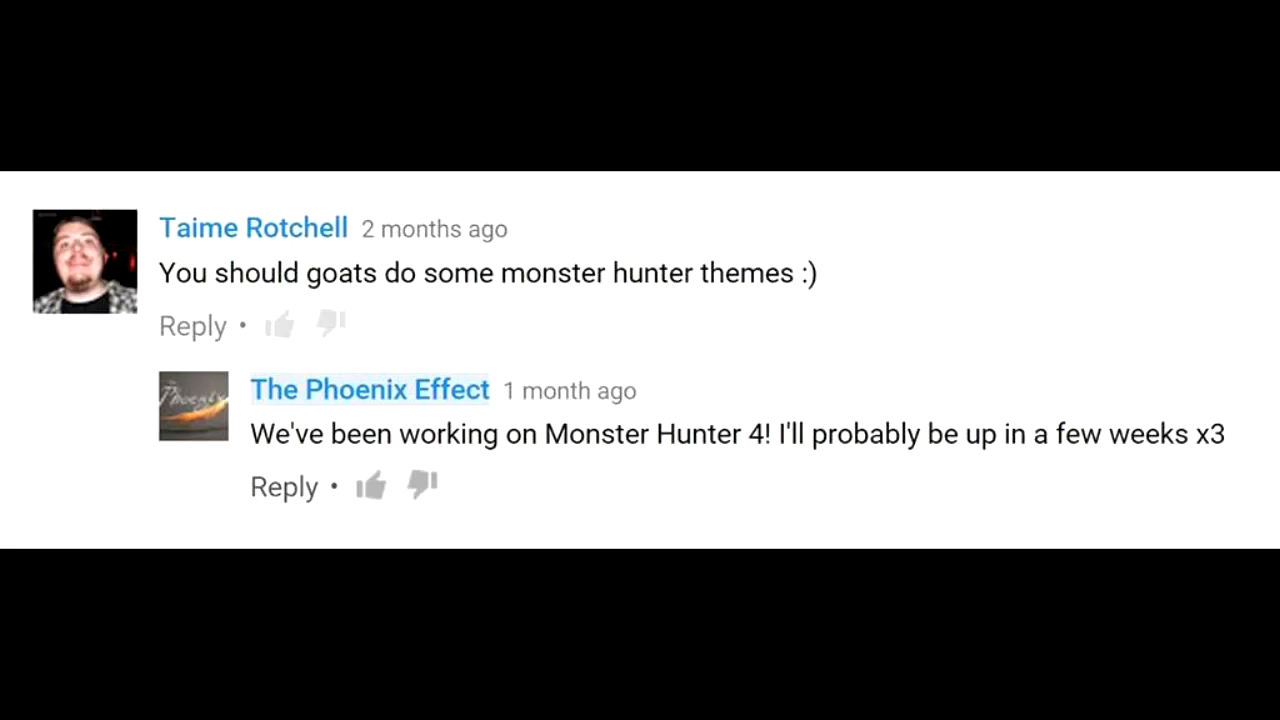 Taime Rotchell 2 months ago
You should goats do some monster hunter themes :)
Reply •
Phoenix
The Phoenix Effect 1 month ago
We've been working on Monster Hunter 4! I'll probably be up in a few weeks x3
Reply •